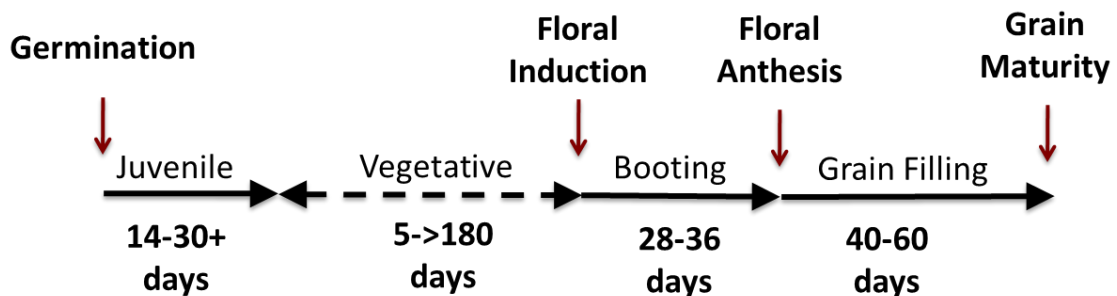 Germination
Floral
Induction
Floral
Anthesis
Grain
Maturity
Juvenile
Vegetative
Booting
Grain Filling
14-30+
days
5->180
days
28-36
days
40-60
days